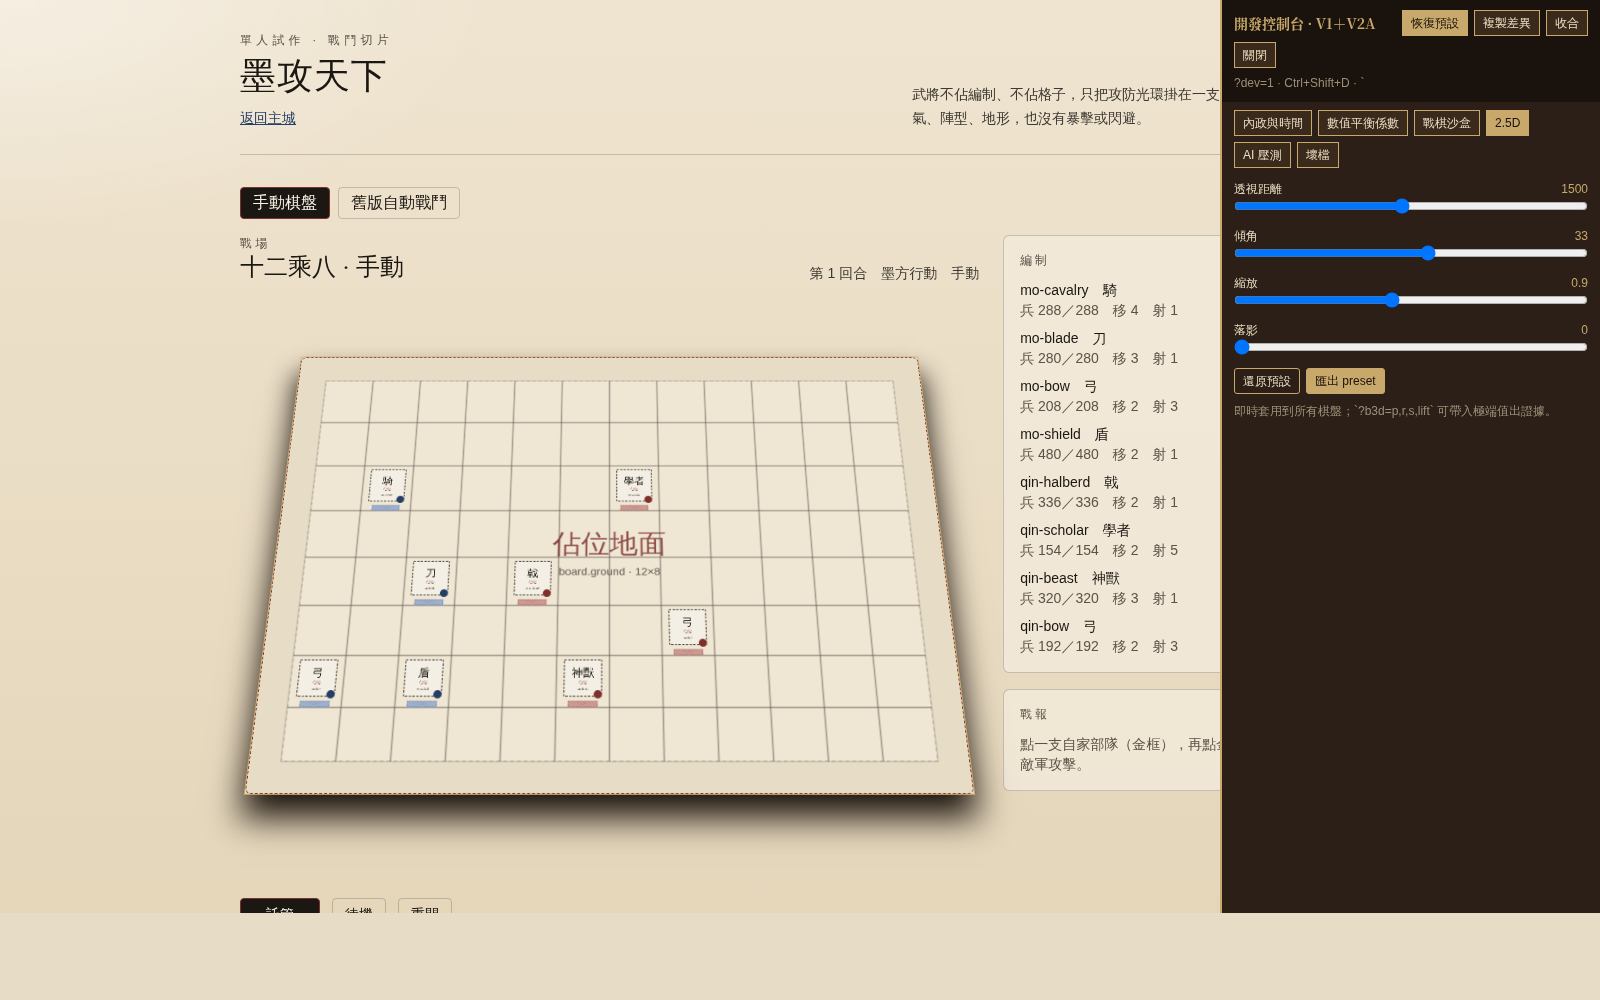 單人試作 · 戰鬥切片
墨攻天下
返回主城
武將不佔編制、不佔格子，只把攻防光環掛在一支
氣、陣型、地形，也沒有暴擊或閃避。
手動棋盤
舊版自動戰鬥
戰場
十二乘八 · 手動
第 1 回合 墨方行動 手動
騎
學者
佔位地面
board.ground · 12×8
刀
戟
弓
弓
盾
神獸
編制
mo-cavalry 騎
兵 288／288 移 4 射 1
mo-blade 刀
兵 280／280 移 3 射 1
mo-bow 弓
兵 208／208 移 2 射 3
mo-shield 盾
兵 480／480 移 2 射 1
qin-halberd 戟
兵 336／336 移 2 射 1
qin-scholar 學者
兵 154／154 移 2 射 5
qin-beast 神獸
兵 320／320 移 3 射 1
qin-bow 弓
兵 192／192 移 2 射 3
戰報
點一支自家部隊（金框），再點
敵軍攻擊。
託管
待機
重開
開發控制台 · V1＋V2A
恢復預設
複製差異
收合
關閉
?dev=1 · Ctrl+Shift+D · `
內政與時間
數值平衡係數
戰棋沙盒
2.5D
AI 壓測
壞檔
透視距離 1500
傾角 33
縮放 0.9
落影 0
還原預設
匯出 preset
即時套用到所有棋盤；`?b3d=p,r,s,lift` 可帶入極端值出證據。